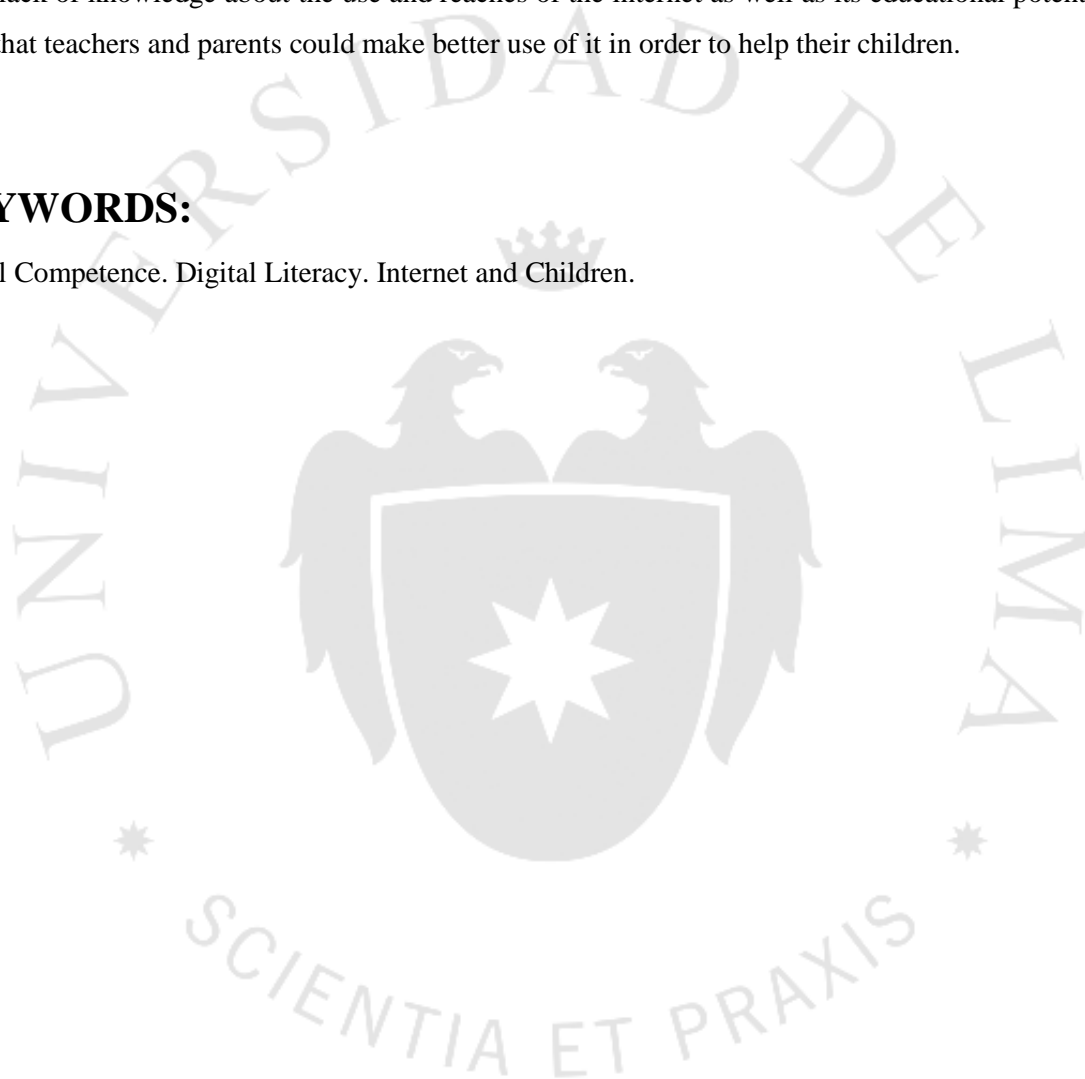 lack of knowledge about the use and reaches of the Internet as well as its educational
that teachers and parents could make better use of it in order to help their children.
YWORDS:
l Competence. Digital Literacy. Internet and Children.
UNIVERSIDAD DE LIMA
SCIENTIA ET PRAXIS